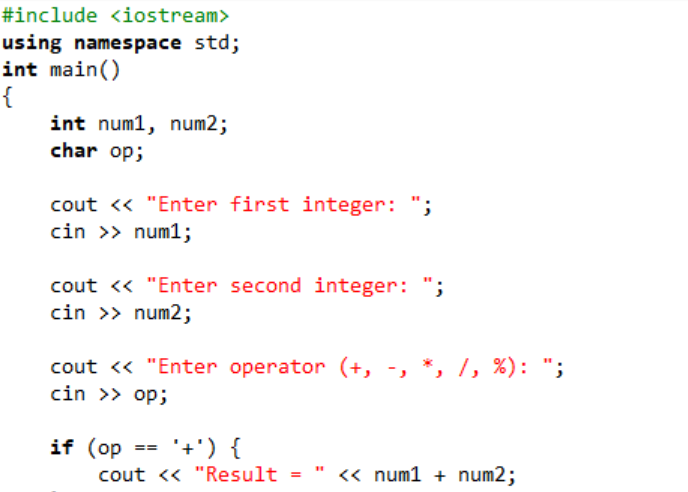 #include <iostream>
using namespace std;
int main()
{
    int num1, num2;
    char op;

    cout << "Enter first integer: ";
    cin >> num1;

    cout << "Enter second integer: ";
    cin >> num2;

    cout << "Enter operator (+, -, *, /, %): ";
    cin >> op;

    if (op == '+') {
        cout << "Result = " << num1 + num2;